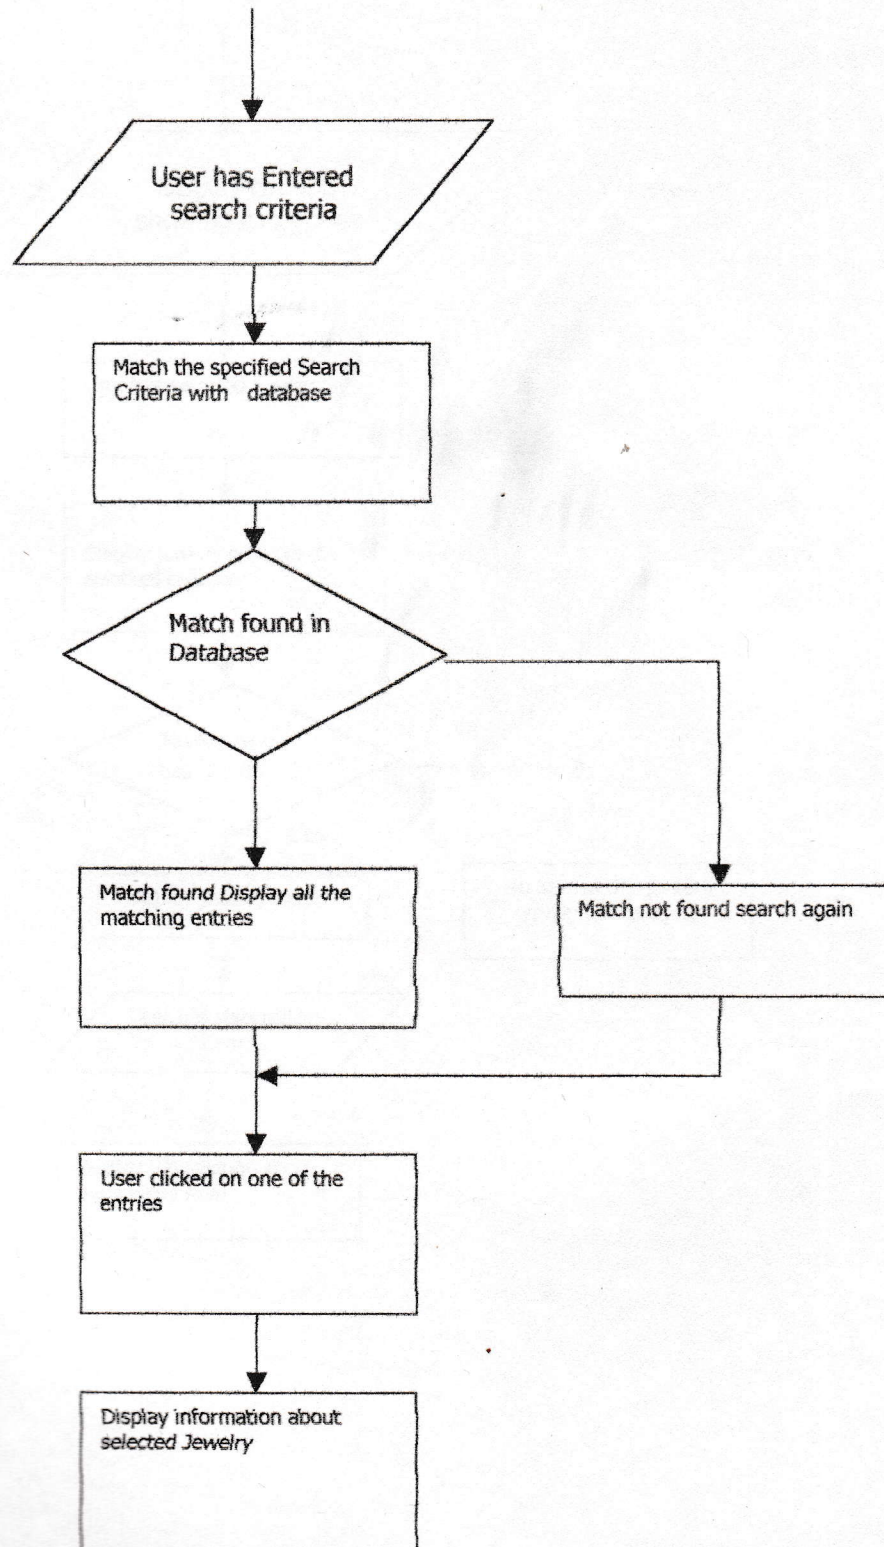 User has Entered
search criteria
Match the specified Search
Criteria with database
Match found in
Database
Match found Display all the
matching entries
Match not found search again
User clicked on one of the
entries
Display information about
selected Jewelry